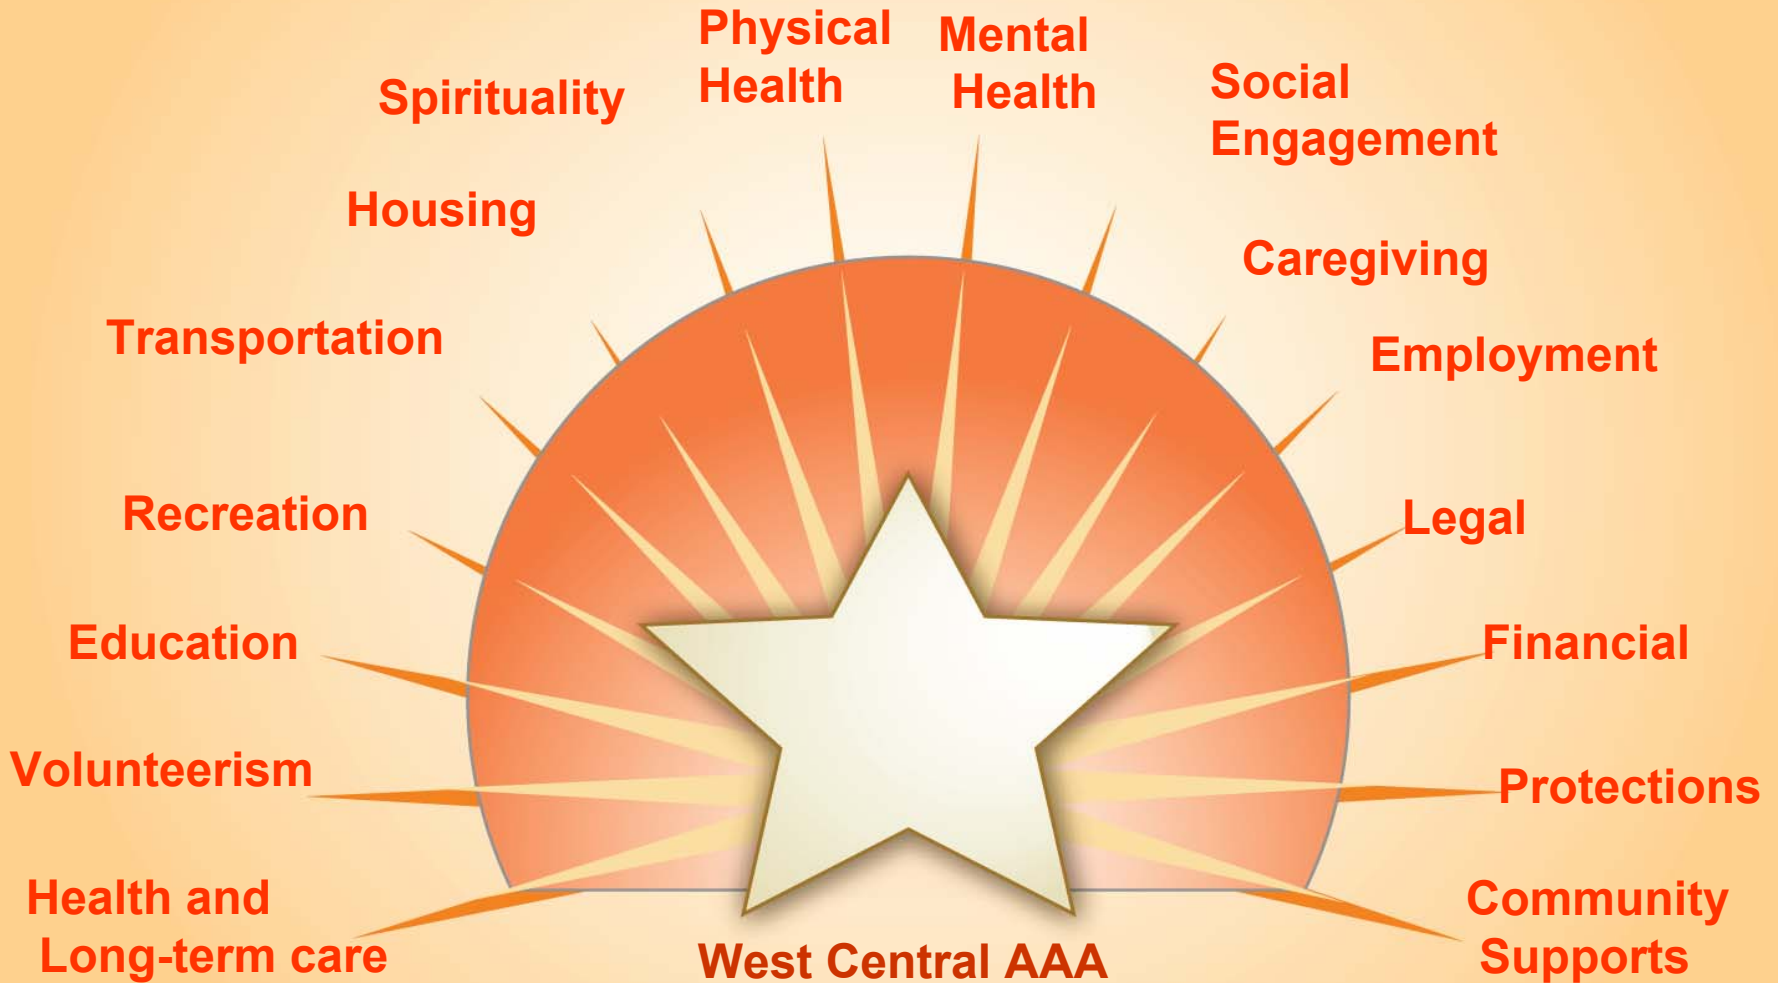 Physical
Health
Mental
Health
Spirituality
Social
Engagement
Housing
Caregiving
Transportation
Employment
Recreation
Legal
Education
Financial
Volunteerism
Protections
Health and
Long-term care
Community
Supports
West Central AAA